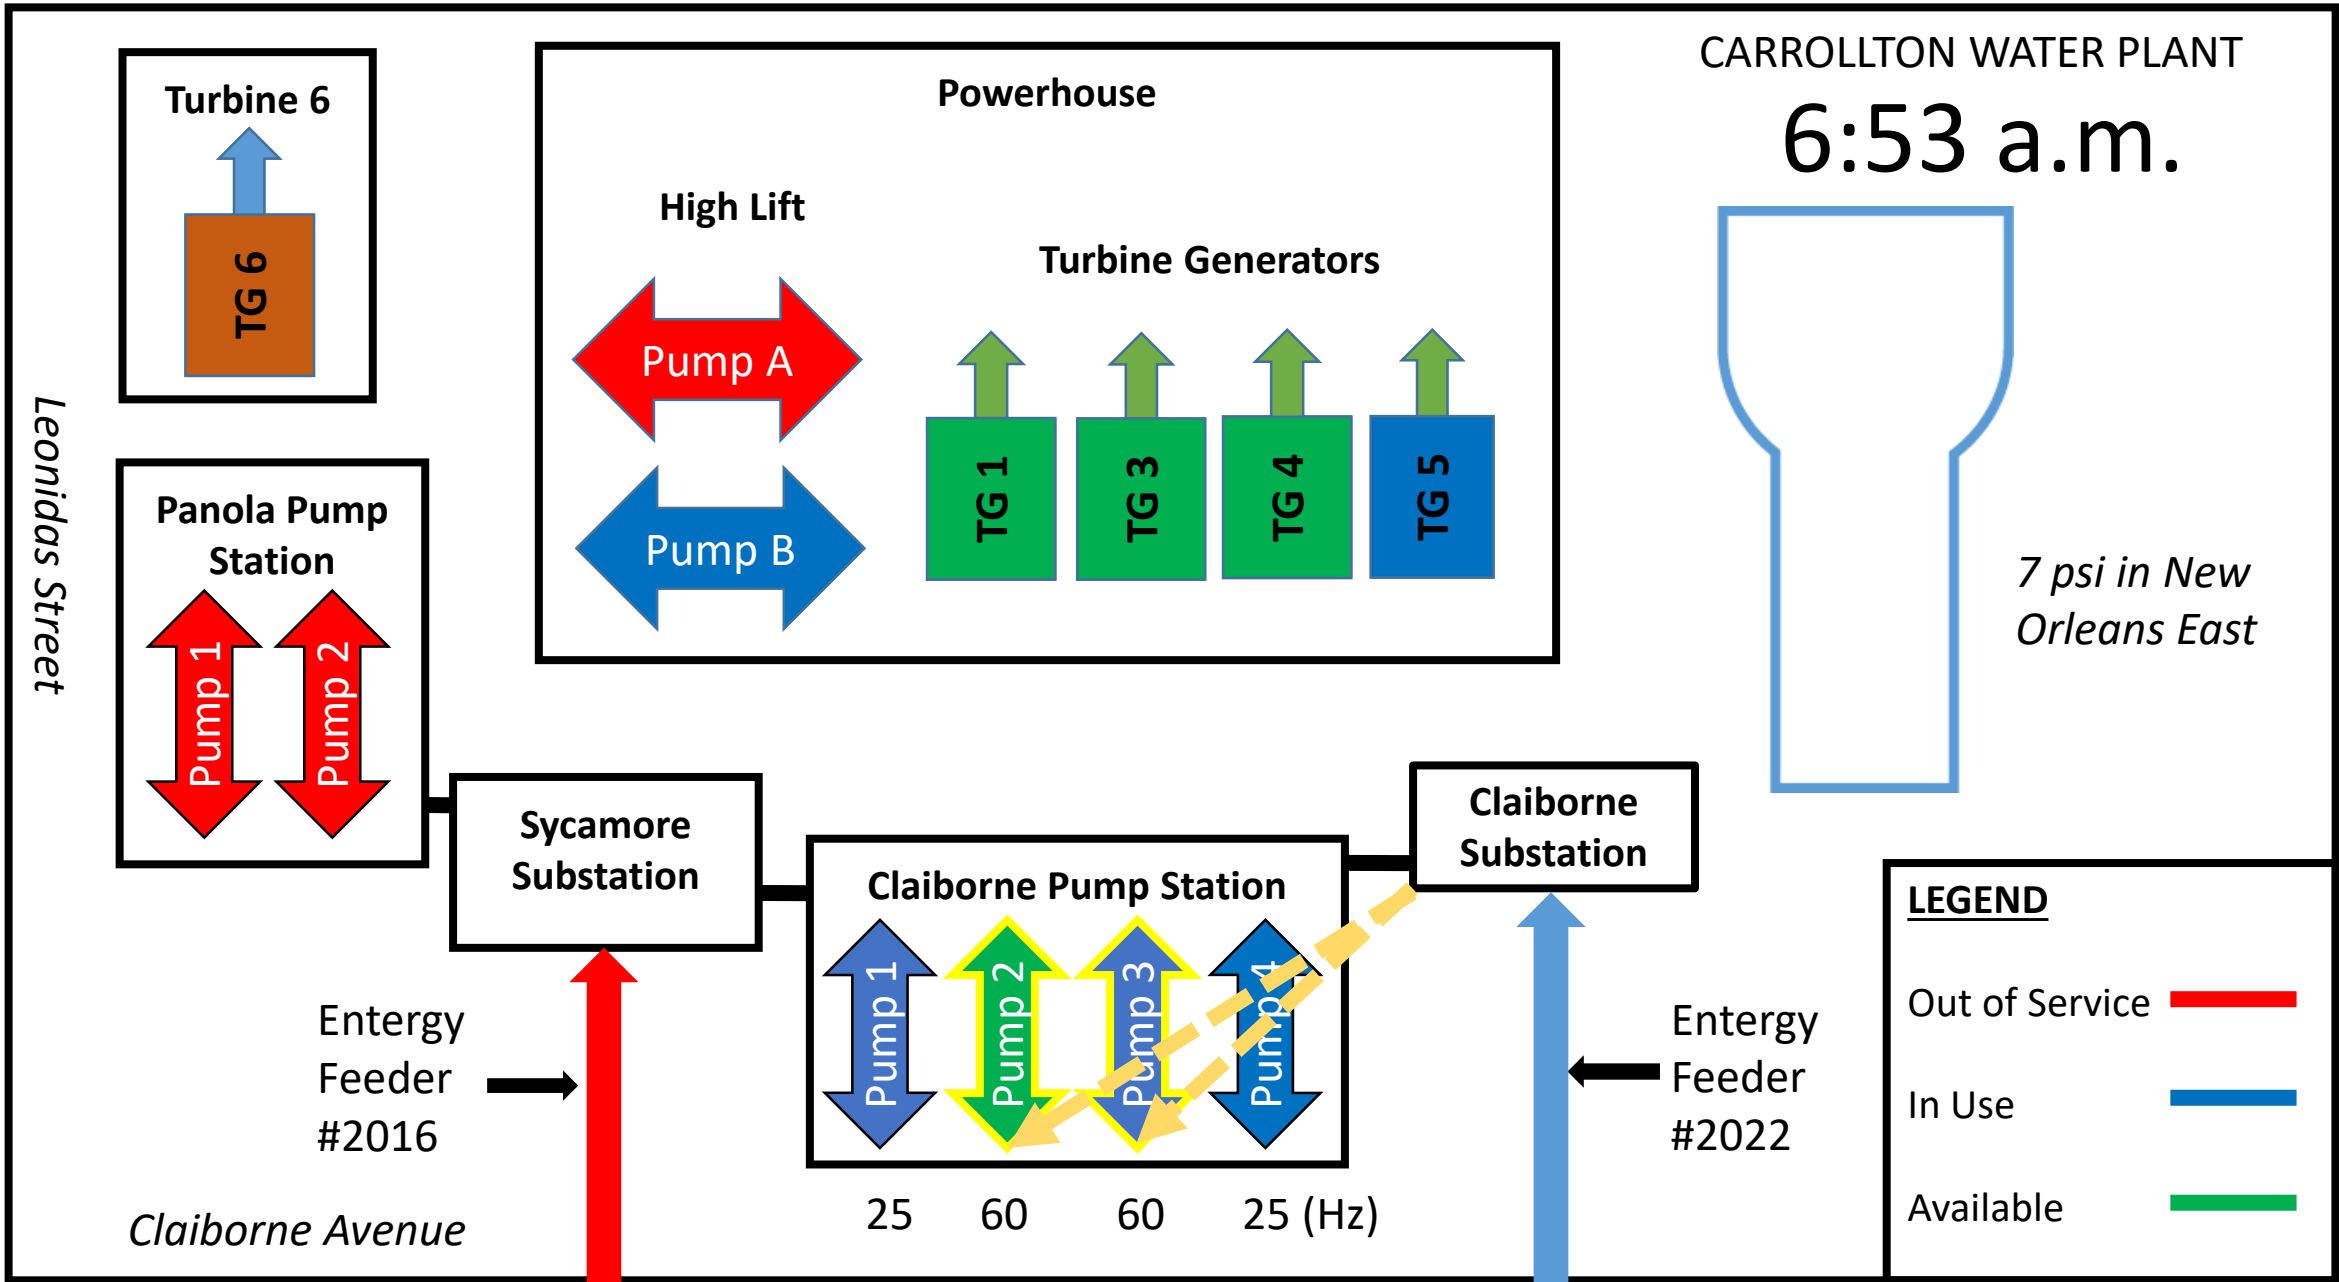 CARROLLTON WATER PLANT
6:53 a.m.
Turbine 6
TG 6
Powerhouse
High Lift
Pump A
Pump B
Turbine Generators
TG 1
TG 3
TG 4
TG 5
7 psi in New
Orleans East
Leonidas Street
Panola Pump
Station
Pump 1
Pump 2
Sycamore
Substation
Claiborne Pump Station
Pump 1
Pump 2
Pump 3
Pump 4
25
60
60
25 (Hz)
Claiborne
Substation
Entergy
Feeder
#2016
Claiborne Avenue
Entergy
Feeder
#2022
LEGEND
Out of Service
In Use
Available